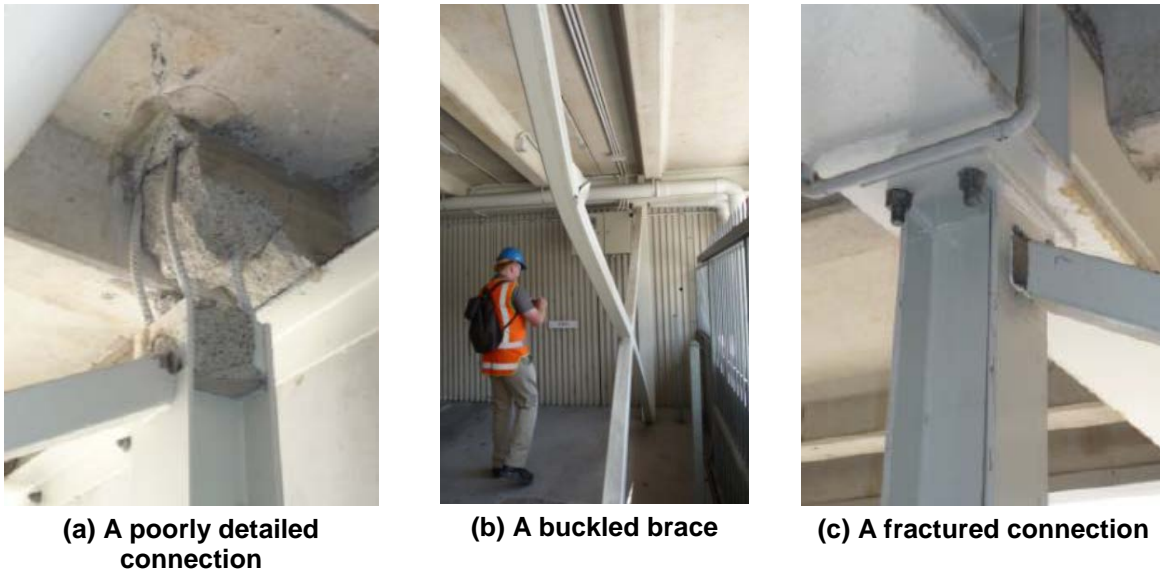 (a) A poorly detailed
connection
(b) A buckled brace
(c) A fractured connection